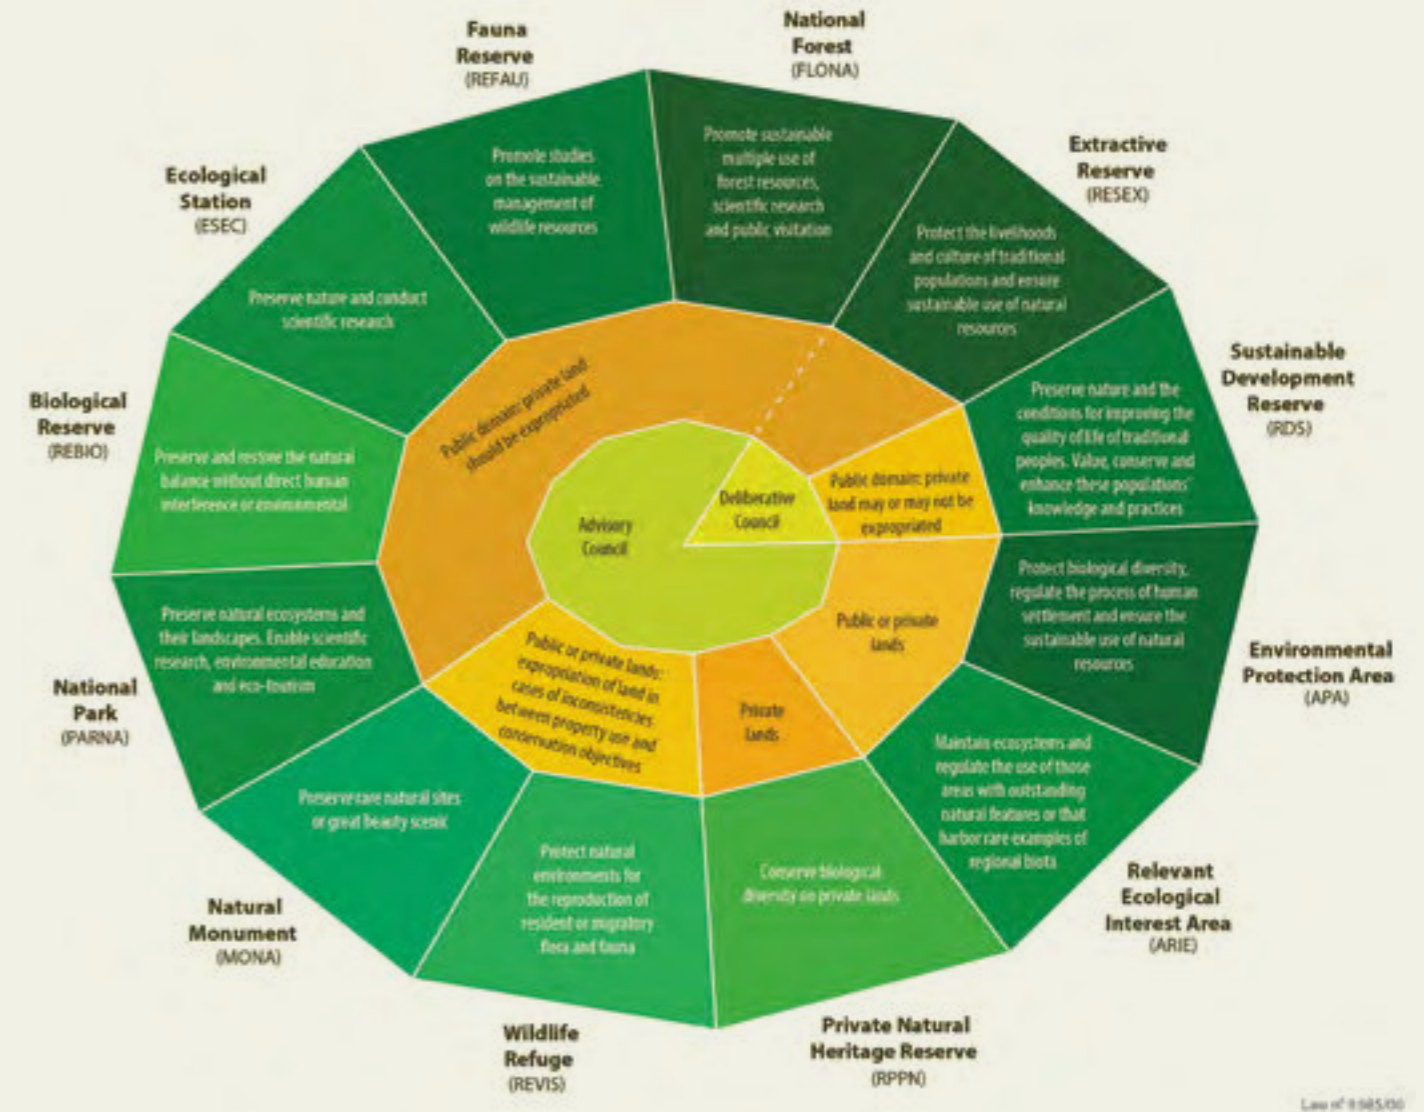 Fauna
Reserve
(REFAU)
National
Forest
(FLONA)
Extractive
Reserve
(RESEX)
Sustainable
Development
Reserve
(RDS)
Environmental
Protection Area
(APA)
Relevant
Ecological
Interest Area
(ARIE)
Private Natural
Heritage Reserve
(RPPN)
Wildlife
Refuge
(REVIS)
Natural
Monument
(MONA)
National
Park
(PARNA)
Biological
Reserve
(REBIO)
Ecological
Station
(ESEC)
Promote studies
on the sustainable
management of
wildlife resources
Promote sustainable
multiple use of
forest resources,
scientific research
and public visitation
Protect the livelihoods
and culture of traditional
populations and ensure
sustainable use of natural
resources
Preserve nature and the
conditions for improving the
quality of life of traditional
peoples. Value, conserve and
enhance these populations'
knowledge and practices
Protect biological diversity,
regulate the process of human
settlement and ensure the
sustainable use of natural
resources
Maintain ecosystems and
regulate the use of those
areas with outstanding
natural features or that
harbor rare examples of
regional biota
Conserve biological
diversity on private lands
Protect natural
environments for
the reproduction of
resident or migratory
flora and fauna
Preserve rare natural sites
or great beauty scenic
Preserve natural ecosystems and
their landscapes. Enable scientific
research, environmental education
and eco-tourism
Preserve and restore the natural
balance without direct human
interference or environmental
Preserve nature and conduct
scientific research
Public domain: private land
should be expropriated
Public domain: private
land may or may not be
expropriated
Public or private
lands
Private
lands
Public or private lands:
expropriation of land in
cases of inconsistencies
between property use and
conservation objectives
Advisory
Council
Deliberative
Council
Law nº 9.985/00